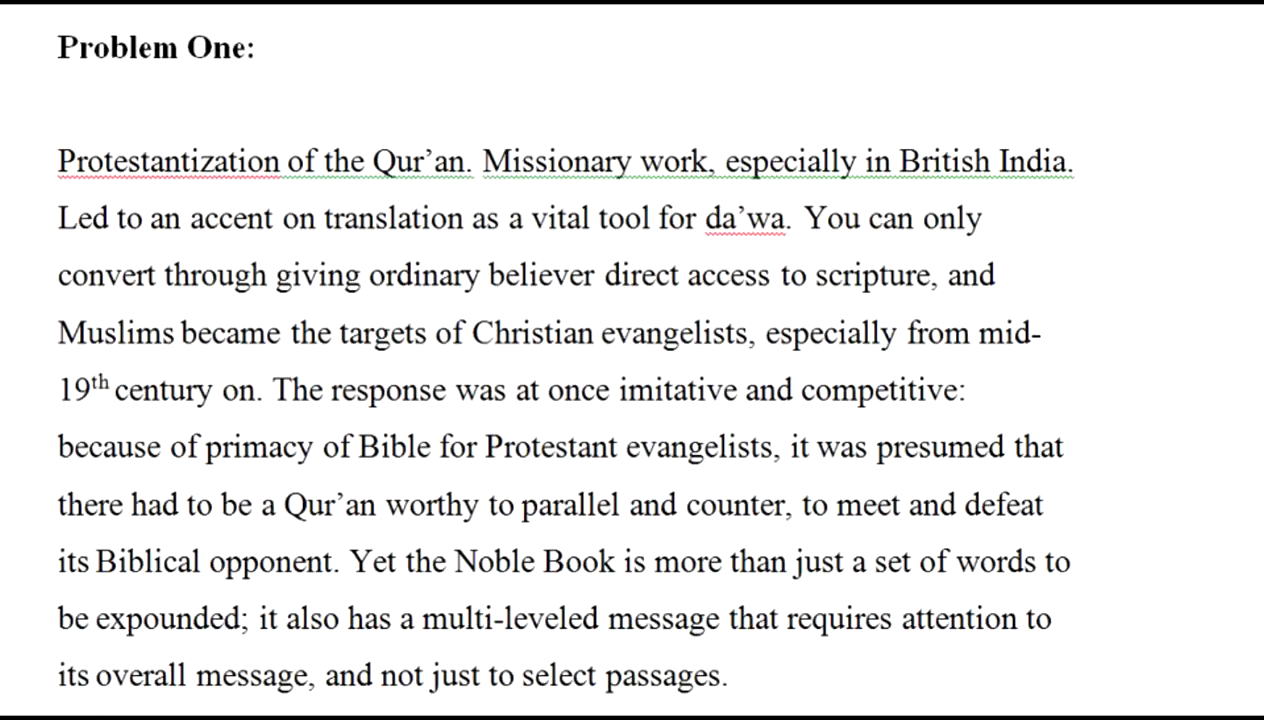 Problem One:
Protestantization of the Qur’an. Missionary work, especially in British India.
Led to an accent on translation as a vital tool for da’wa. You can only
convert through giving ordinary believer direct access to scripture, and
Muslims became the targets of Christian evangelists, especially from mid-
19th century on. The response was at once imitative and competitive:
because of primacy of Bible for Protestant evangelists, it was presumed that
there had to be a Qur’an worthy to parallel and counter, to meet and defeat
its Biblical opponent. Yet the Noble Book is more than just a set of words to
be expounded; it also has a multi-leveled message that requires attention to
its overall message, and not just to select passages.